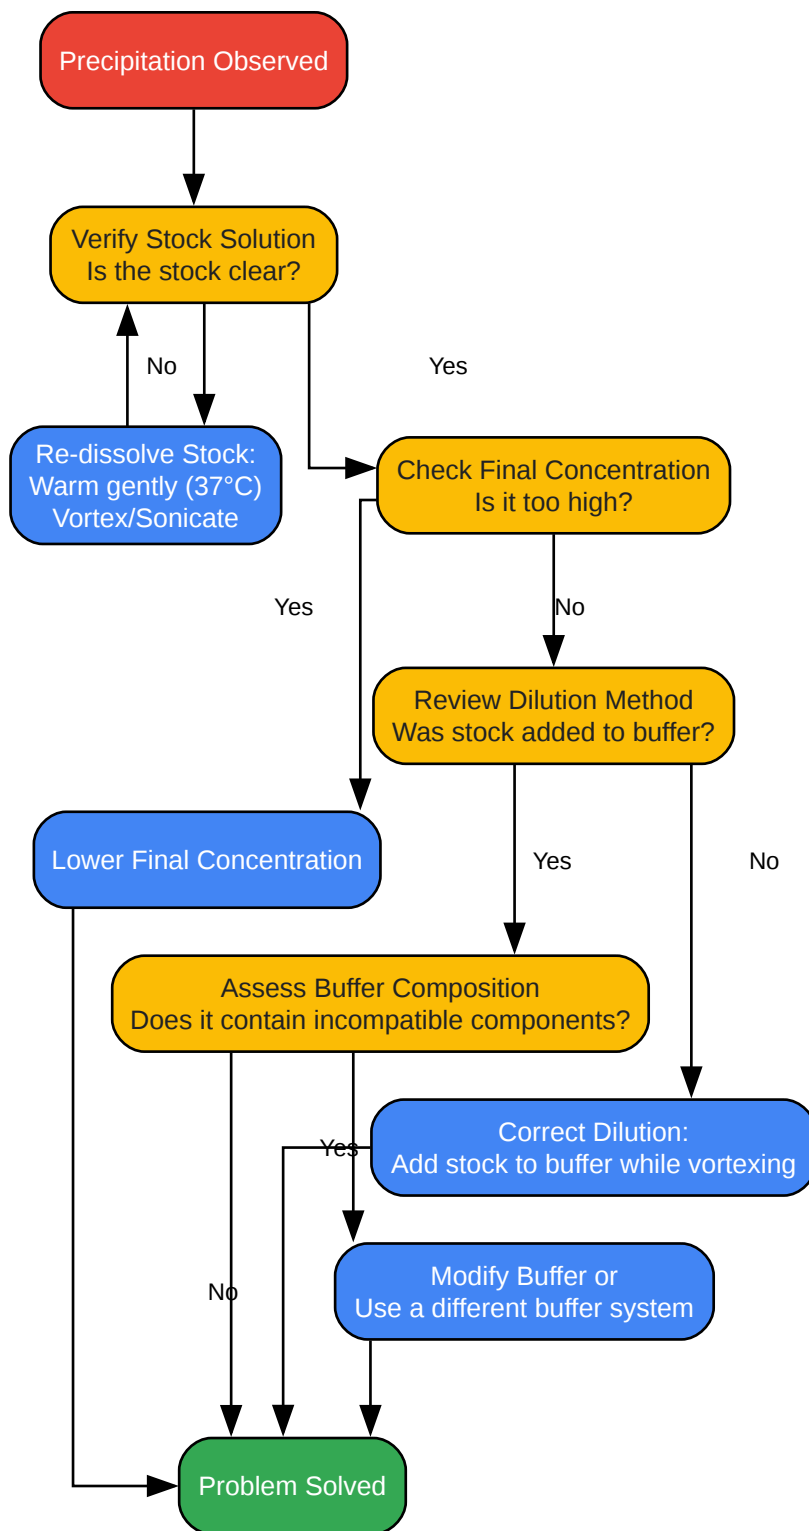 Precipitation Observed
Verify Stock Solution
Is the stock clear?
No
Yes
Re-dissolve Stock:
Warm gently (37°C)
Vortex/Sonicate
Check Final Concentration
Is it too high?
Yes
No
Review Dilution Method
Was stock added to buffer?
Lower Final Concentration
Yes
No
Assess Buffer Composition
Does it contain incompatible components?
Yes
Correct Dilution:
Add stock to buffer while vortexing
No
Modify Buffer or
Use a different buffer system
Problem Solved